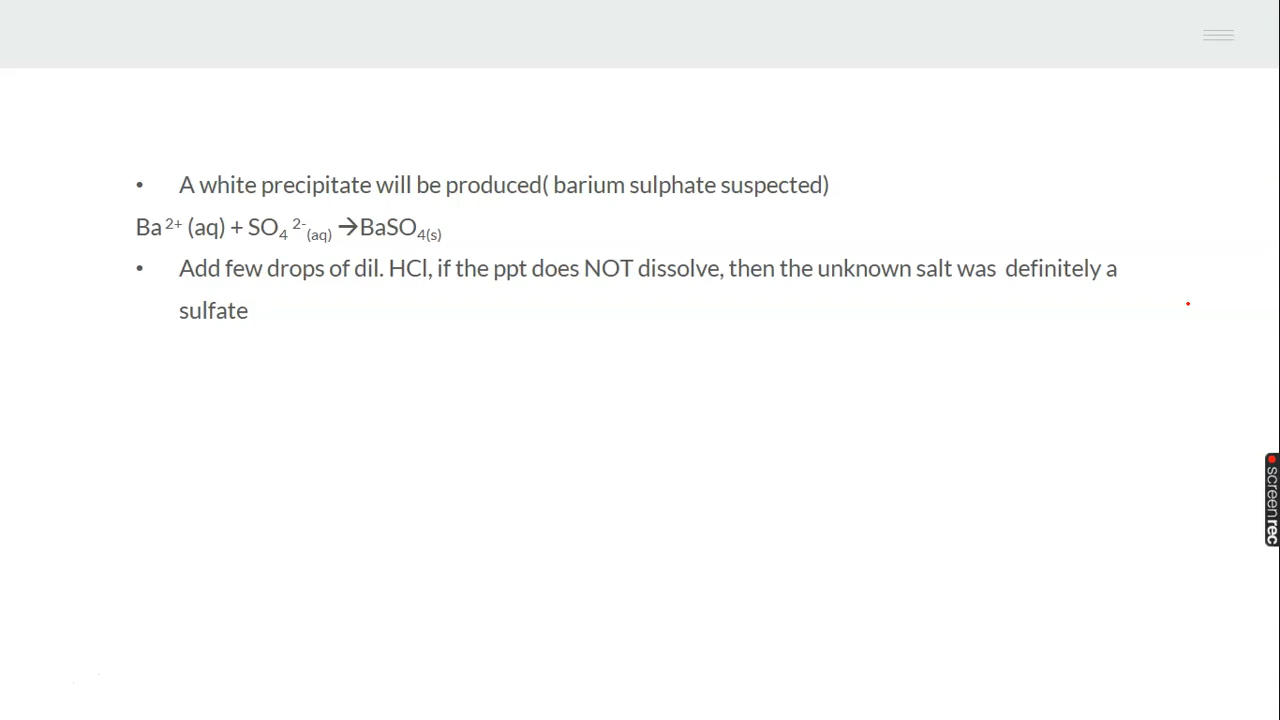 • A white precipitate will be produced( barium sulphate suspected)
Ba ²⁺ (aq) + SO₄ ²⁻(aq) →BaSO₄(s)
• Add few drops of dil. HCl, if the ppt does NOT dissolve, then the unknown salt was definitely a
sulfate
screenrec